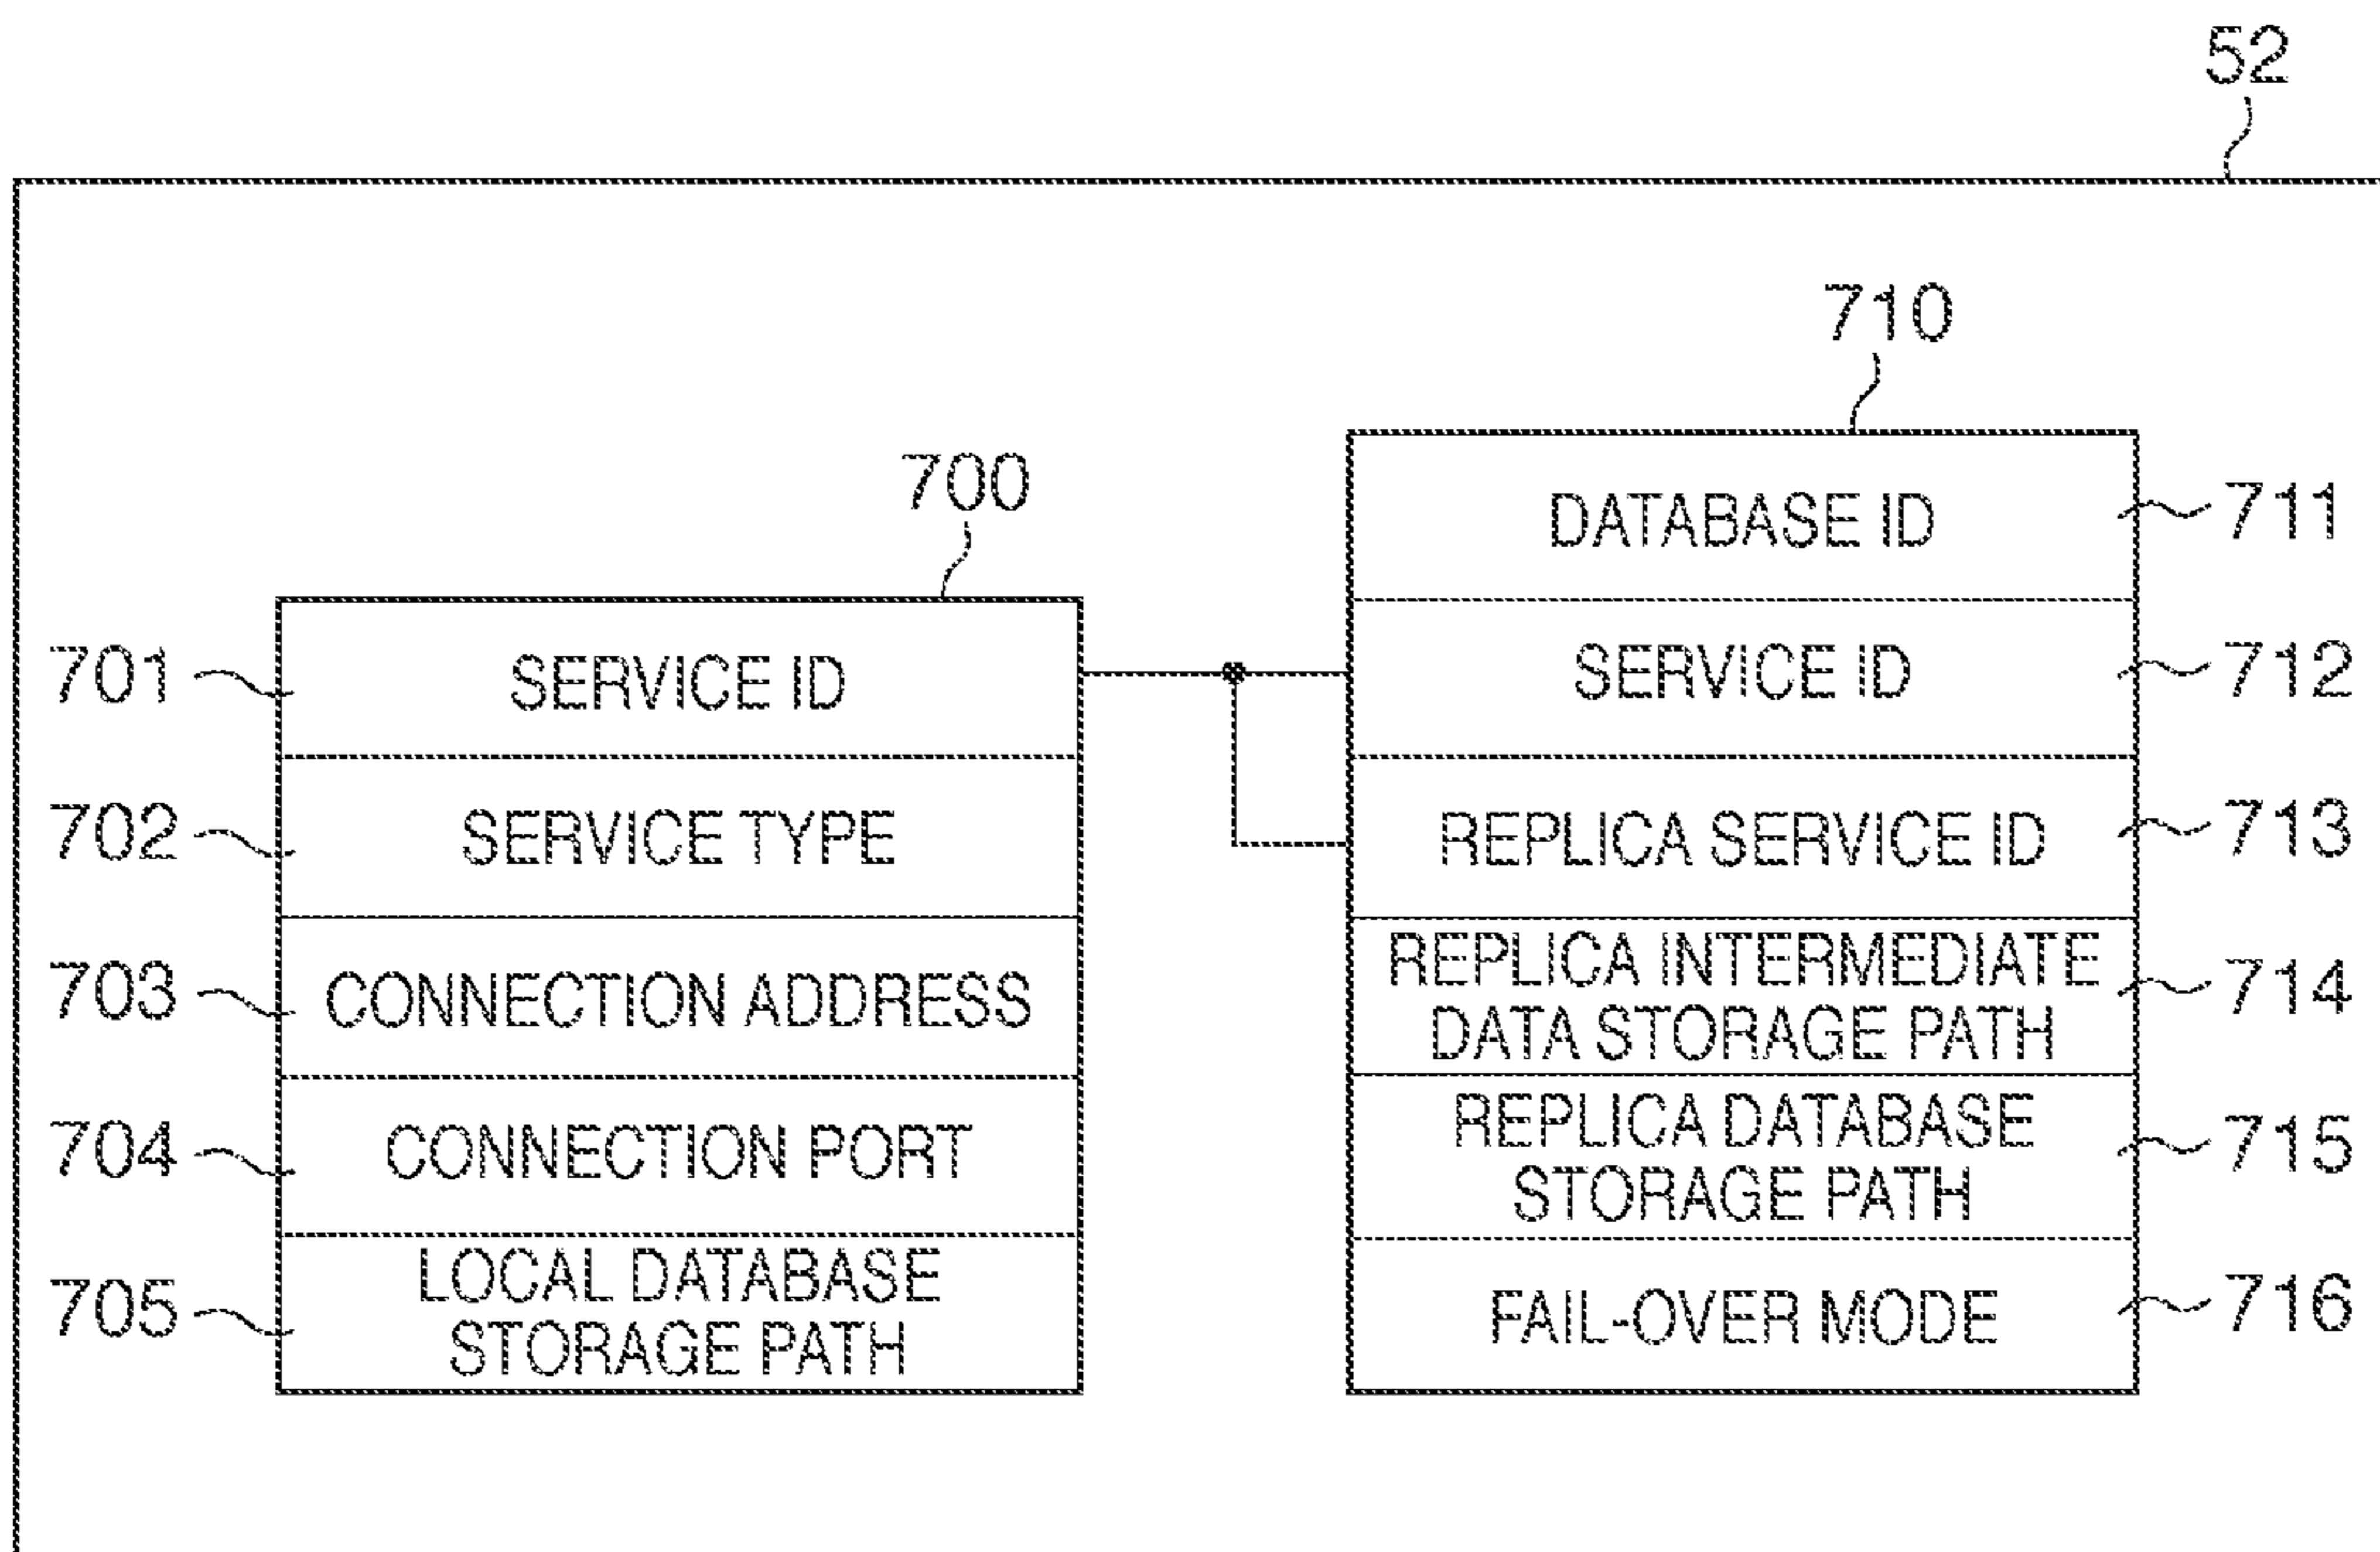 52
710
700
DATABASE ID
711
701
SERVICE ID
SERVICE ID
712
702
SERVICE TYPE
REPLICA SERVICE ID
713
703
CONNECTION ADDRESS
REPLICA INTERMEDIATE
DATA STORAGE PATH
714
704
CONNECTION PORT
REPLICA DATABASE
STORAGE PATH
715
705
LOCAL DATABASE
STORAGE PATH
FAIL-OVER MODE
716